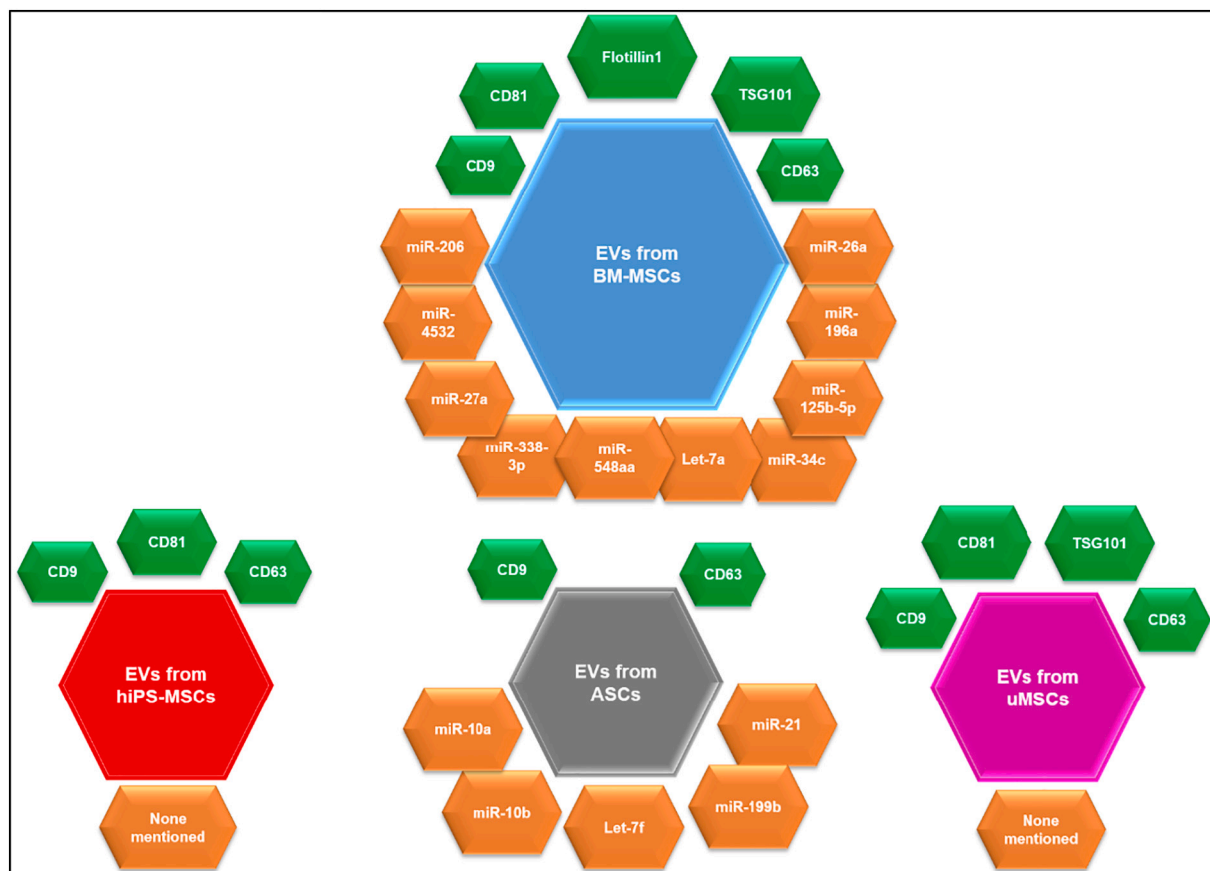 Flotillin1
CD81
TSG101
CD9
CD63
EVs from
BM-MSCs
miR-206
miR-26a
miR-
4532
miR-
196a
miR-27a
miR-
125b-5p
miR-338-
3p
miR-
548aa
Let-7a
miR-34c
CD9
CD81
CD63
EVs from
hiPS-MSCs
None
mentioned
CD9
CD63
EVs from
ASCs
miR-10a
miR-21
miR-10b
Let-7f
miR-199b
CD81
TSG101
CD9
CD63
EVs from
uMSCs
None
mentioned